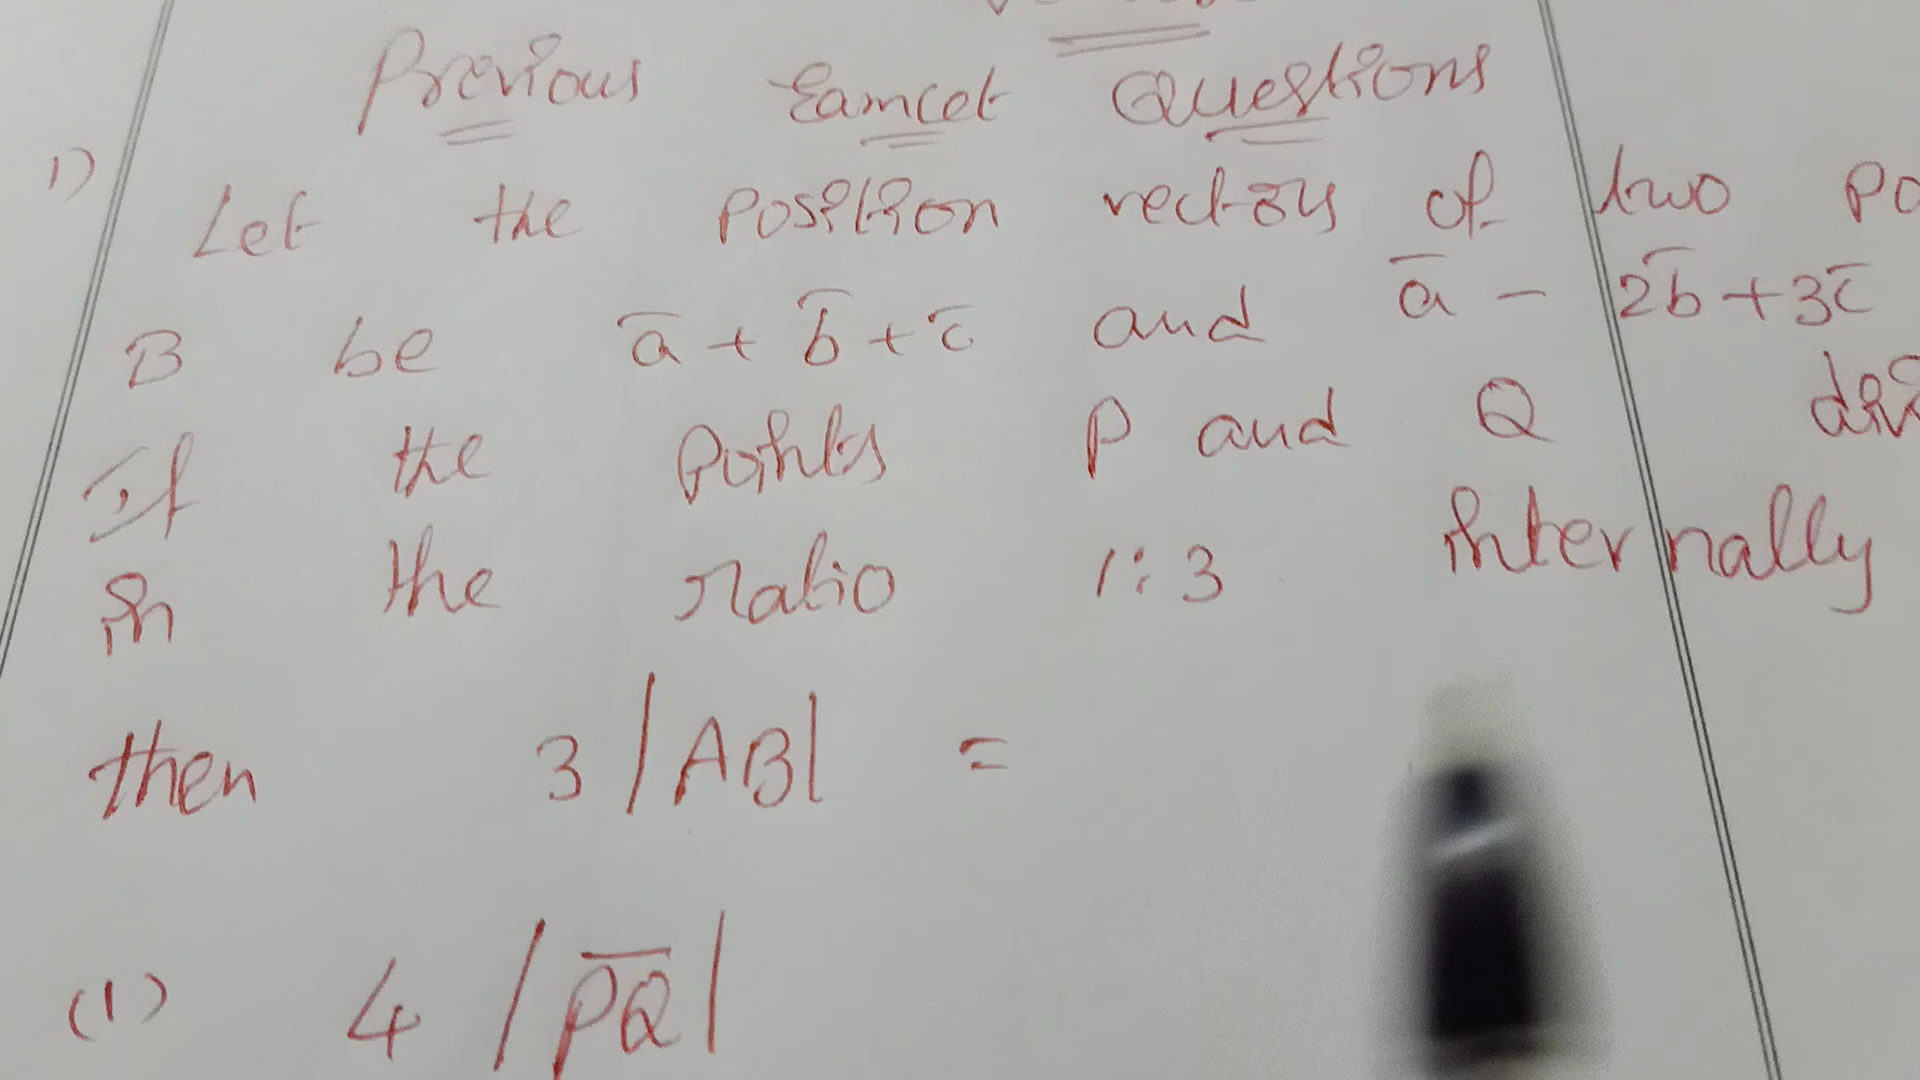 Previous Eamcet Questions
1) Let the position vectors of two po
B be a̅ + b̅ + c̅ and a̅ - 2b̅ + 3c̅
If the Points P and Q div
in the ratio 1:3 internally
then 3 |AB| =
(1) 4 |P̅Q̅|